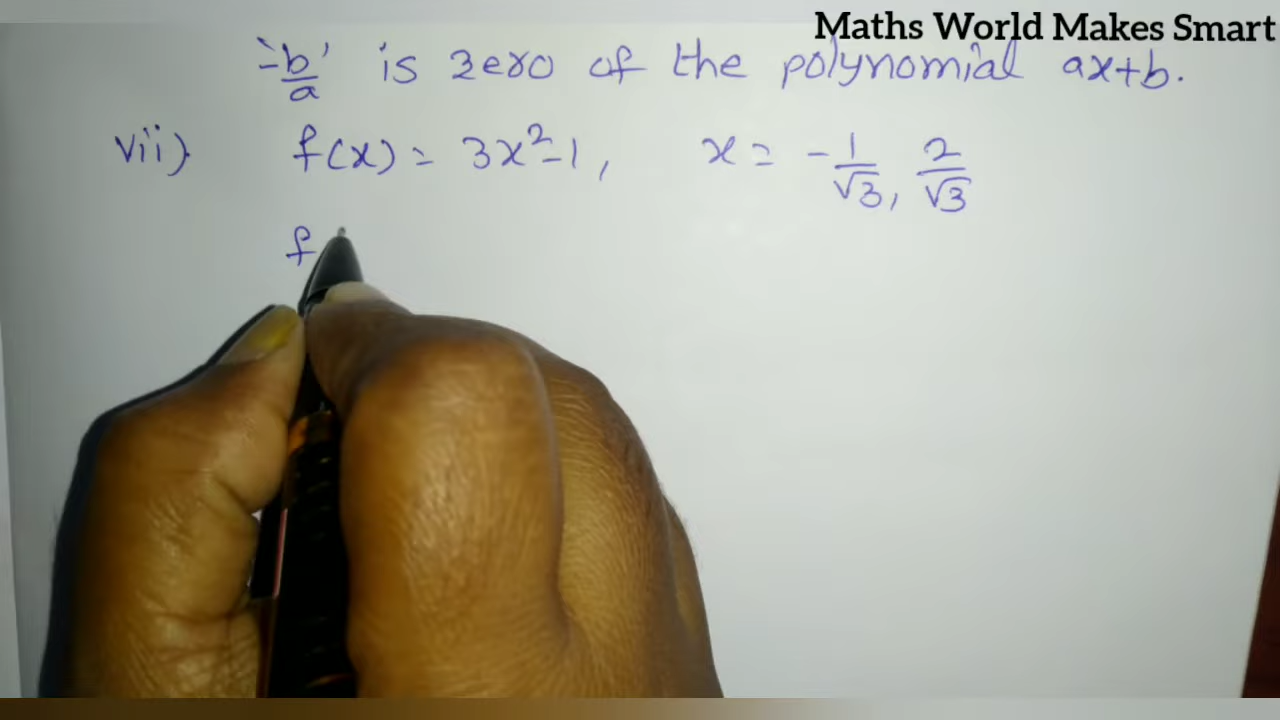 Maths World Makes Smart
'-b/a' is zero of the polynomial ax+b.
vii) f(x) = 3x²-1, x = -1/√3, 2/√3
f